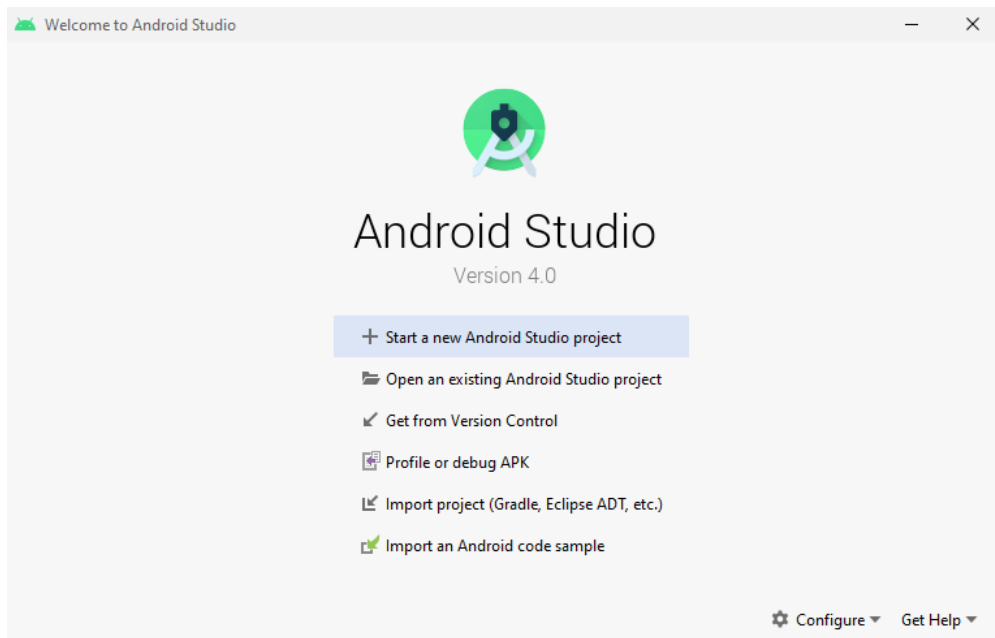 Welcome to Android Studio
Android Studio
Version 4.0
Start a new Android Studio project
Open an existing Android Studio project
Get from Version Control
Profile or debug APK
Import project (Gradle, Eclipse ADT, etc.)
Import an Android code sample
Configure Get Help